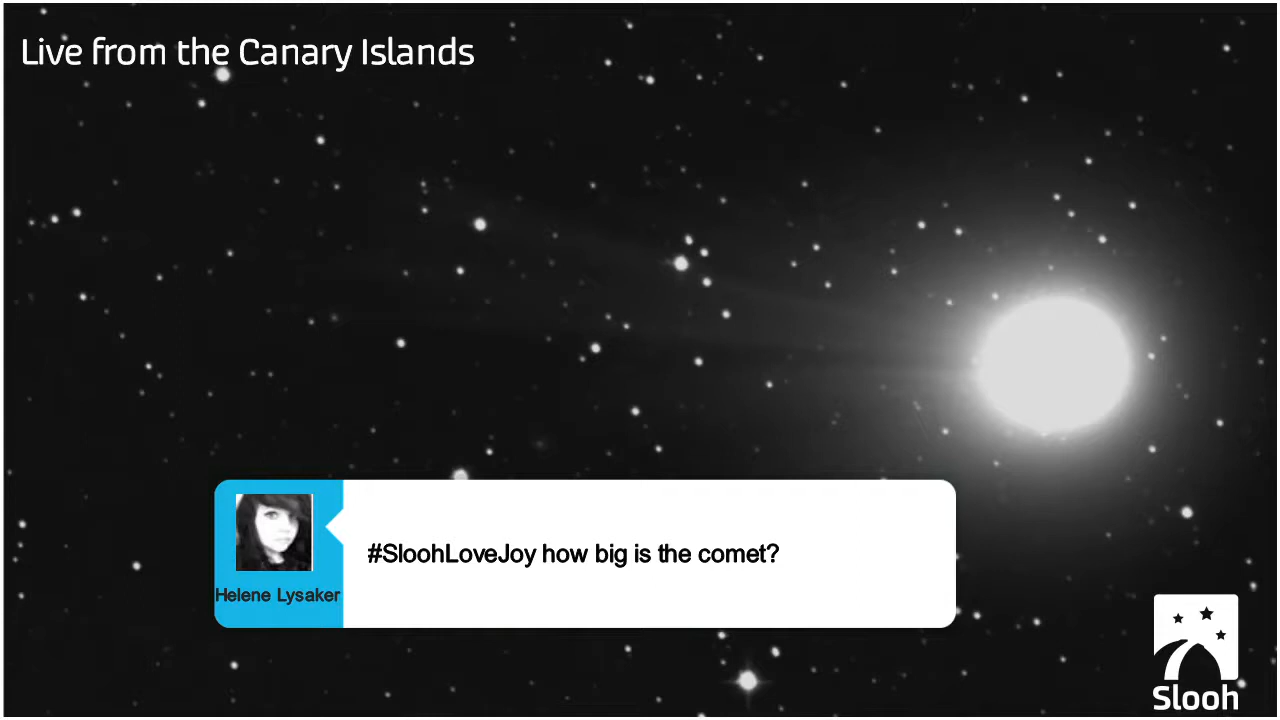 Live from the Canary Islands
#SloohLoveJoy how big is the comet?
Helene Lysaker
Slooh